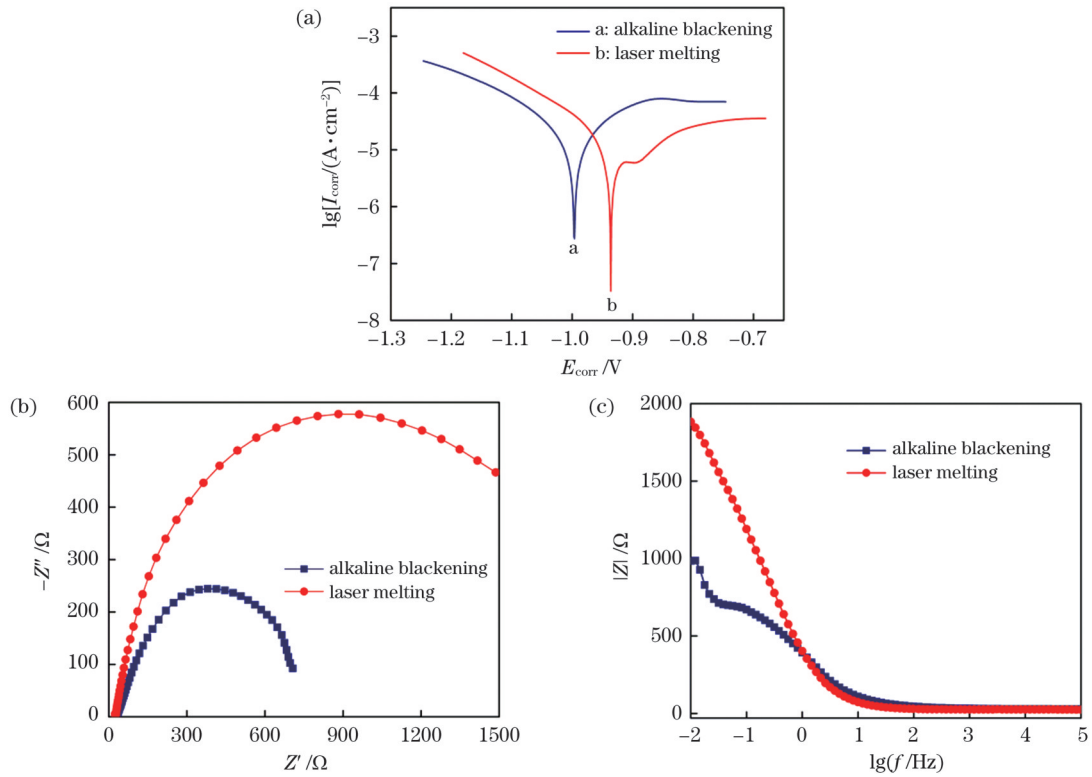 (a)
a: alkaline blackening
b: laser melting
lg[I_corr/(A·cm⁻²)]
−3
−4
−5
−6
−7
−8
a
b
−1.3 −1.2 −1.1 −1.0 −0.9 −0.8 −0.7
E_corr/V
(b)
−Z″/Ω
600
500
400
300
200
100
0
alkaline blackening
laser melting
0 300 600 900 1200 1500
Z′/Ω
(c)
|Z|/Ω
2000
1500
1000
500
0
alkaline blackening
laser melting
−2 −1 0 1 2 3 4 5
lg(f/Hz)